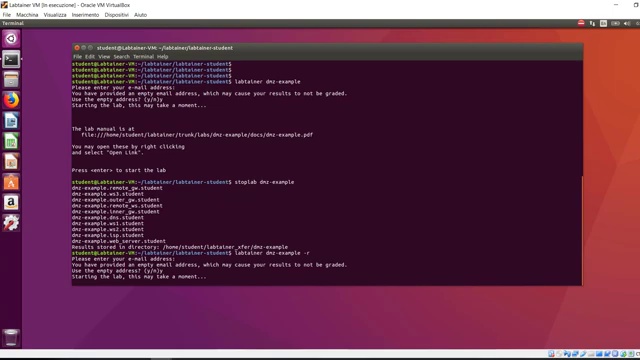 Labtainer VM [In esecuzione] - Oracle VM VirtualBox
File Macchina Visualizza Inserimento Dispositivi Aiuto
Terminal
student@Labtainer-VM: ~/labtainer/labtainer-student
File Edit View Search Terminal Help
student@Labtainer-VM:~/labtainer/labtainer-student$
student@Labtainer-VM:~/labtainer/labtainer-student$
student@Labtainer-VM:~/labtainer/labtainer-student$
student@Labtainer-VM:~/labtainer/labtainer-student$ labtainer dmz-example
Please enter your e-mail address:
You have provided an empty email address, which may cause your results to not be graded.
Use the empty address? (y/n)y
Starting the lab, this may take a moment...
The lab manual is at
file:///home/student/labtainer/trunk/labs/dmz-example/docs/dmz-example.pdf
You may open these by right clicking
and select "Open Link".
Press <enter> to start the lab
student@Labtainer-VM:~/labtainer/labtainer-student$ stoplab dmz-example
dmz-example.remote_gw.student
dmz-example.ws3.student
dmz-example.outer_gw.student
dmz-example.remote_ws.student
dmz-example.inner_gw.student
dmz-example.dns.student
dmz-example.ws1.student
dmz-example.ws2.student
dmz-example.isp.student
dmz-example.web_server.student
Results stored in directory: /home/student/labtainer_xfer/dmz-example
student@Labtainer-VM:~/labtainer/labtainer-student$ labtainer dmz-example -r
Please enter your e-mail address:
You have provided an empty email address, which may cause your results to not be graded.
Use the empty address? (y/n)y
Starting the lab, this may take a moment...